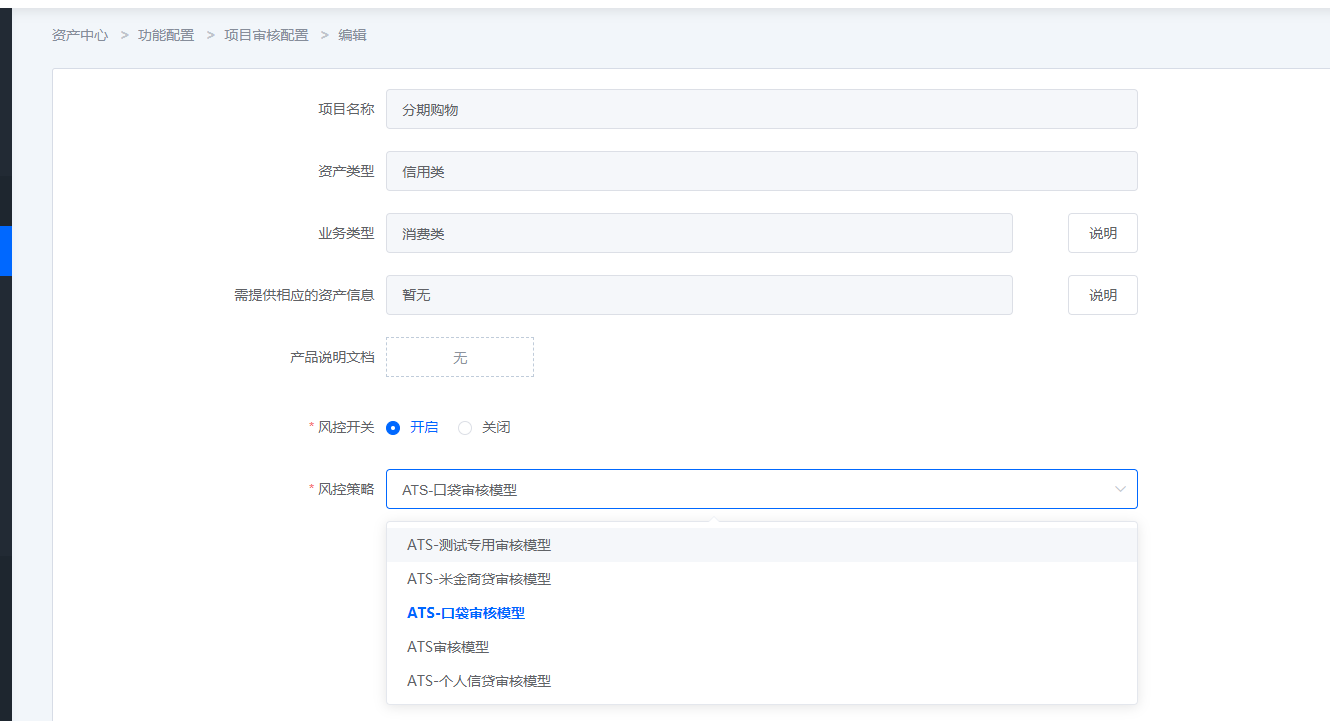 资产中心 > 功能配置 > 项目审核配置 > 编辑
项目名称 分期购物
资产类型 信用类
业务类型 消费类 说明
需提供相应的资产信息 暂无 说明
产品说明文档 无
* 风控开关 开启 关闭
* 风控策略 ATS-口袋审核模型
ATS-测试专用审核模型
ATS-米金商贷审核模型
ATS-口袋审核模型
ATS审核模型
ATS-个人信贷审核模型